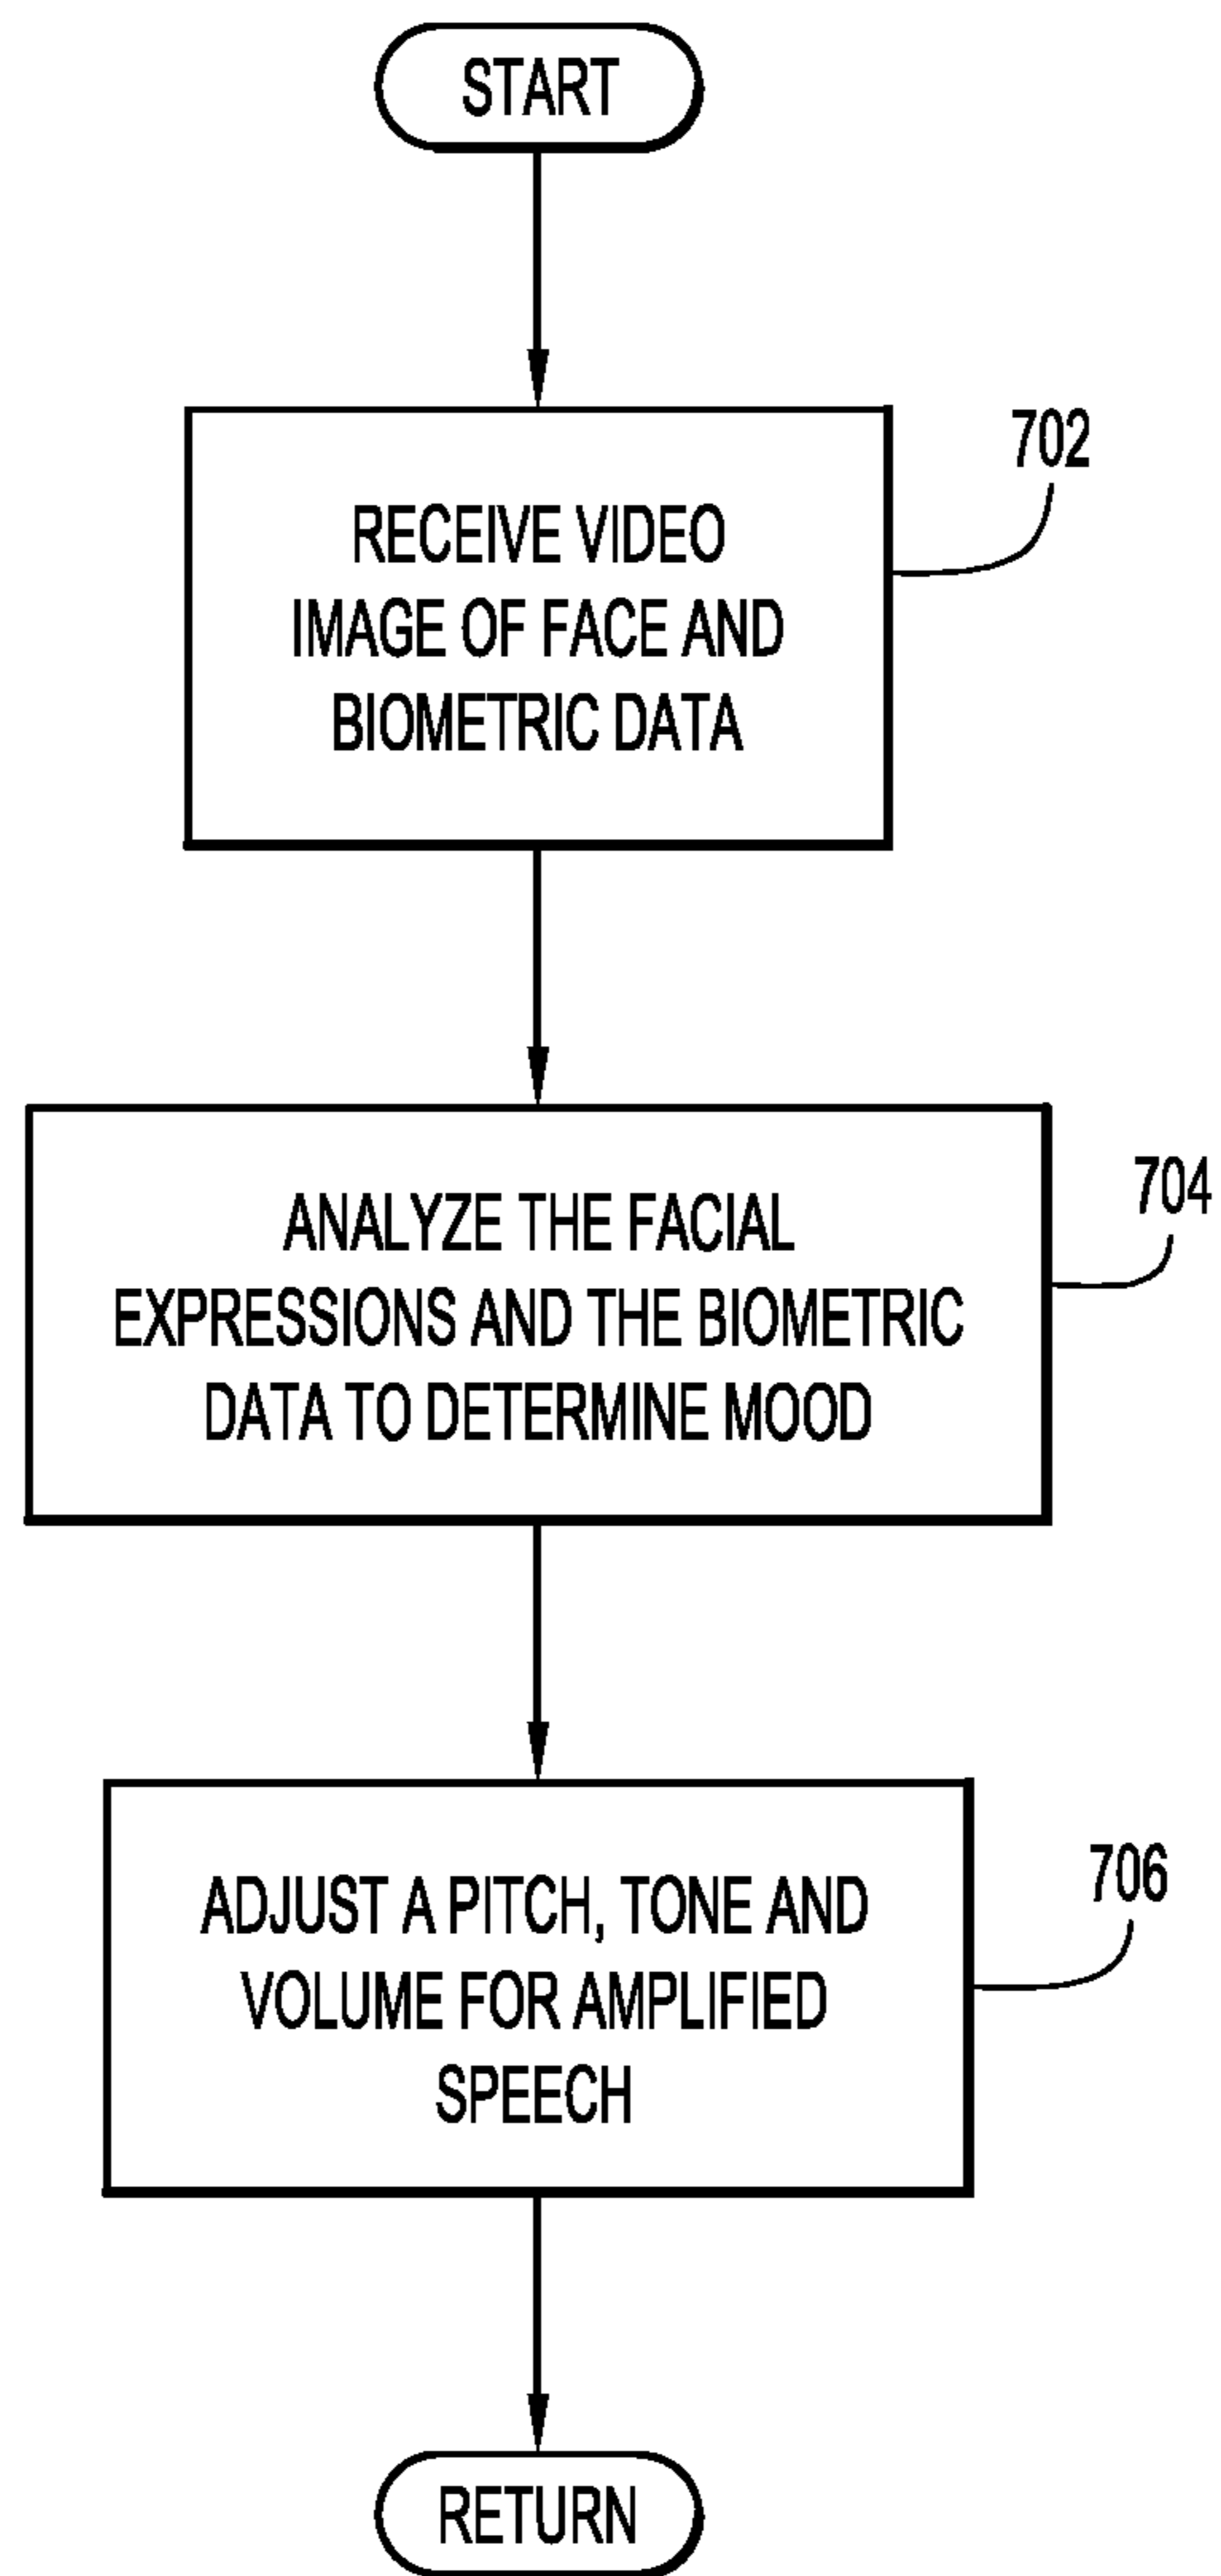 START
702
RECEIVE VIDEO
IMAGE OF FACE AND
BIOMETRIC DATA
704
ANALYZE THE FACIAL
EXPRESSIONS AND THE BIOMETRIC
DATA TO DETERMINE MOOD
706
ADJUST A PITCH, TONE AND
VOLUME FOR AMPLIFIED
SPEECH
RETURN